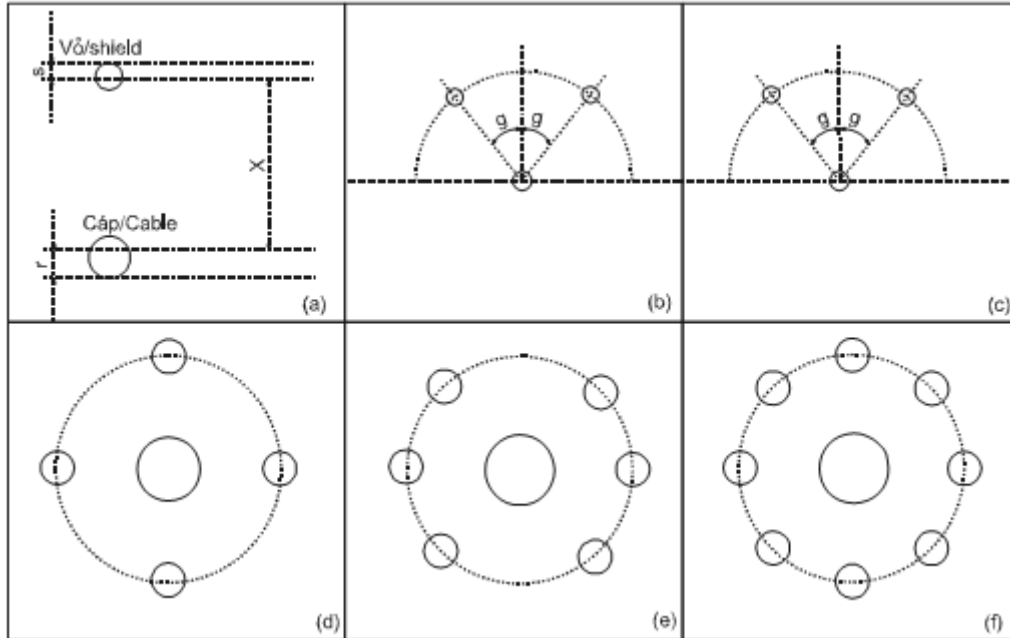 Vỏ/shield
s
X
Cáp/Cable
r
(a)
g g
(b)
g g
(c)
(d)
(e)
(f)